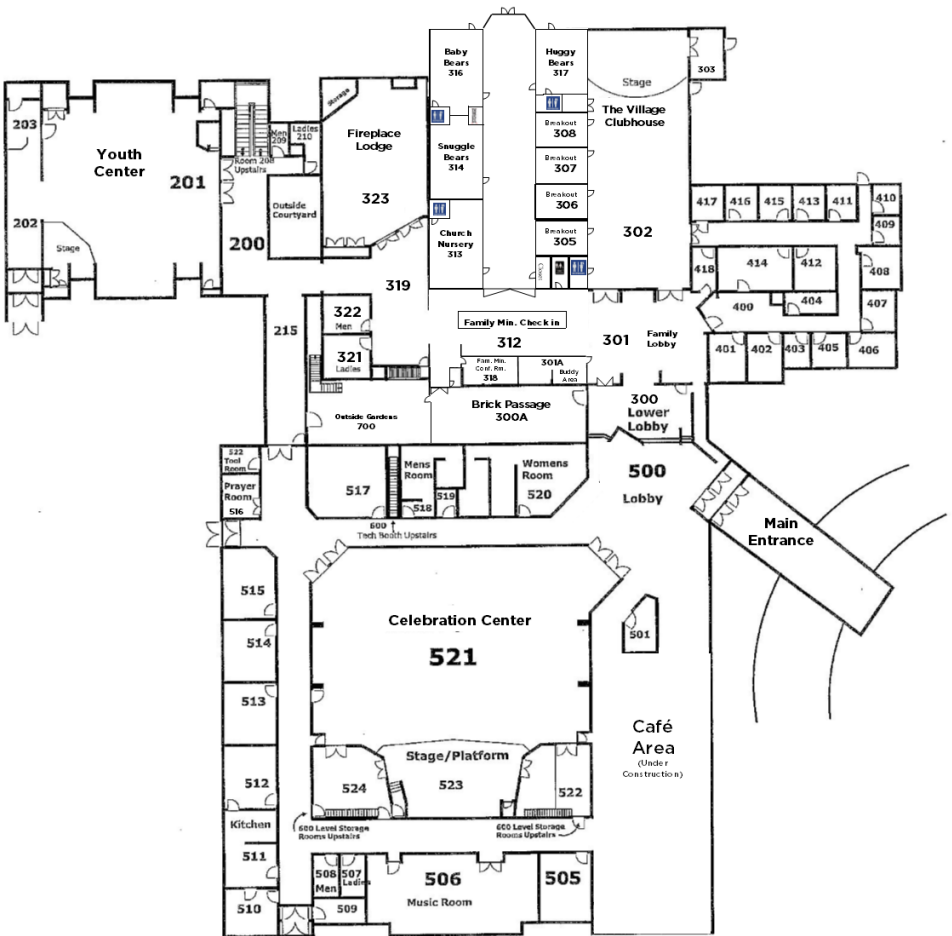 Baby
Bears
316
Huggy
Bears
317
303
Stage
The Village
Clubhouse
302
Storage
Fireplace
Lodge
323
Snuggle
Bears
314
Church
Nursery
313
Breakout
308
Breakout
307
Breakout
306
Breakout
305
Closet
203
Youth
Center
201
202
Stage
Men
209
Ladies
210
Room 208
Upstairs
Outside
Courtyard
200
319
215
322
Men
321
Ladies
Family Min. Check in
312
301
Family
Lobby
Fam. Min.
Conf. Rm.
318
301A
Buddy
Area
417
416
415
413
411
410
409
408
418
414
412
400
404
407
401
402
403
405
406
Outside Gardens
700
Brick Passage
300A
300
Lower
Lobby
500
Lobby
522
Tool
Room
Prayer
Room
516
517
Mens
Room
518
519
Womens
Room
520
600
Tech Booth Upstairs
Main
Entrance
515
514
513
512
Kitchen
511
510
Celebration Center
521
501
Café
Area
(Under
Construction)
Stage/Platform
523
524
522
600 Level Storage
Rooms Upstairs
600 Level Storage
Rooms Upstairs
508
Men
507
Ladies
509
506
Music Room
505